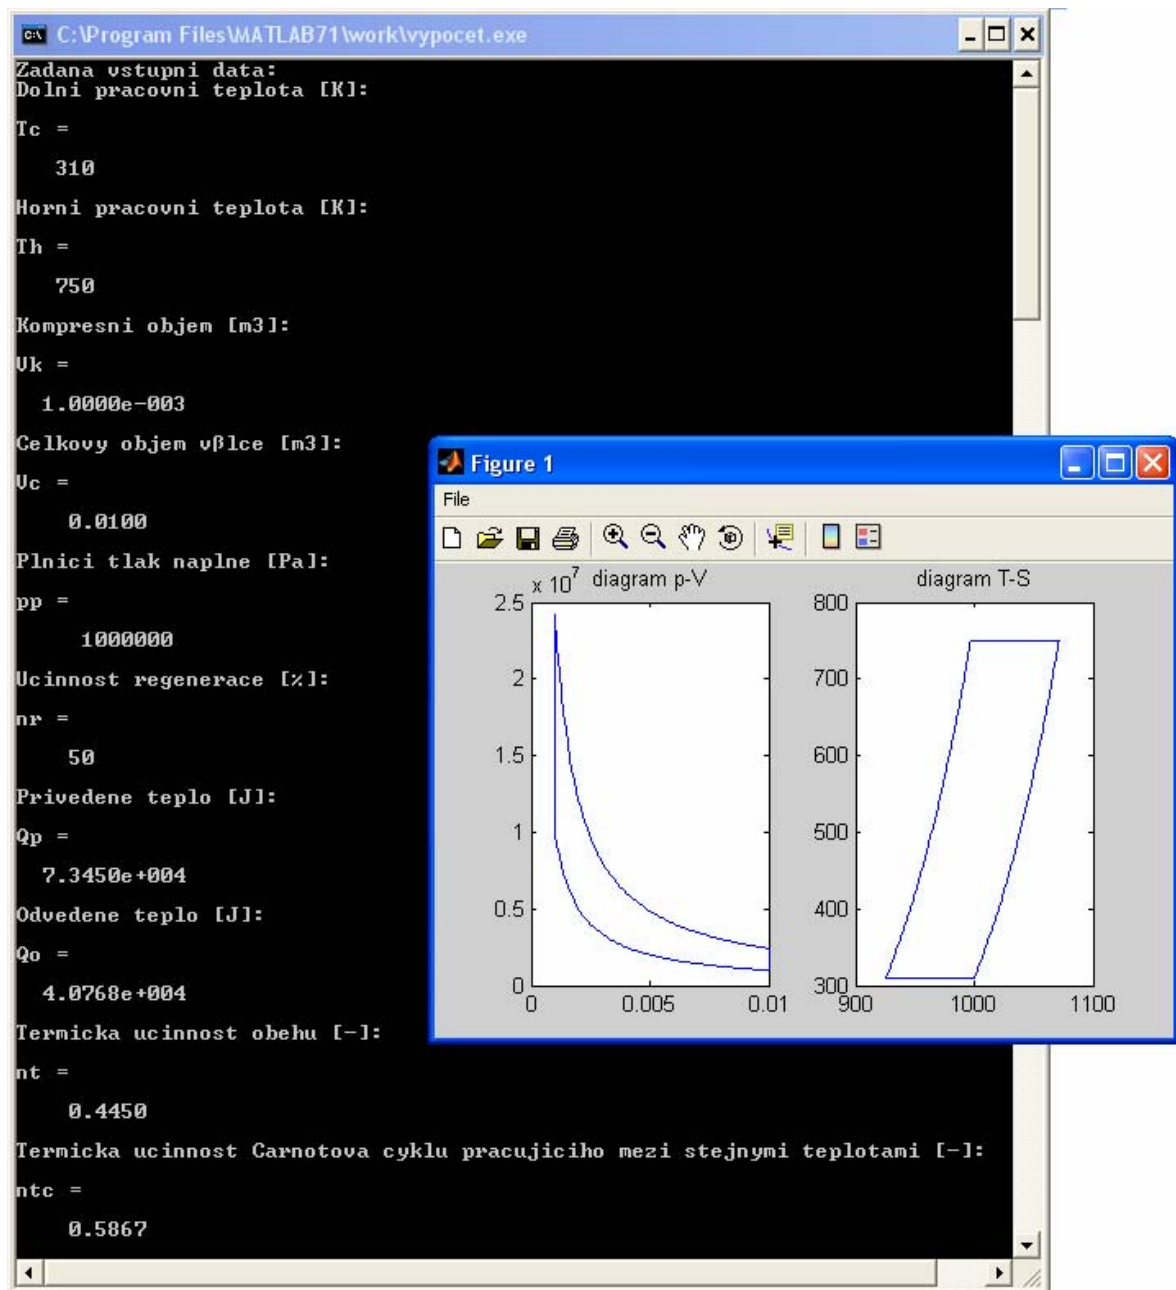 C:\Program Files\MATLAB71\work\vypocet.exe
Zadana vstupni data:
Dolni pracovni teplota [K]:
Tc =
310
Horni pracovni teplota [K]:
Th =
750
Kompresni objem [m3]:
Vk =
1.0000e-003
Celkovy objem vßlce [m3]:
Vc =
0.0100
Plnici tlak naplne [Pa]:
pp =
1000000
Ucinnost regenerace [%]:
nr =
50
Privedene teplo [J]:
Qp =
7.3450e+004
Odvedene teplo [J]:
Qo =
4.0768e+004
Termicka ucinnost obehu [-]:
nt =
0.4450
Termicka ucinnost Carnotova cyklu pracujiciho mezi stejnymi teplotami [-]:
ntc =
0.5867
Figure 1
File
x 10^7 diagram p-V
2.5
2
1.5
1
0.5
0
0 0.005 0.01
diagram T-S
800
700
600
500
400
300
900 1000 1100